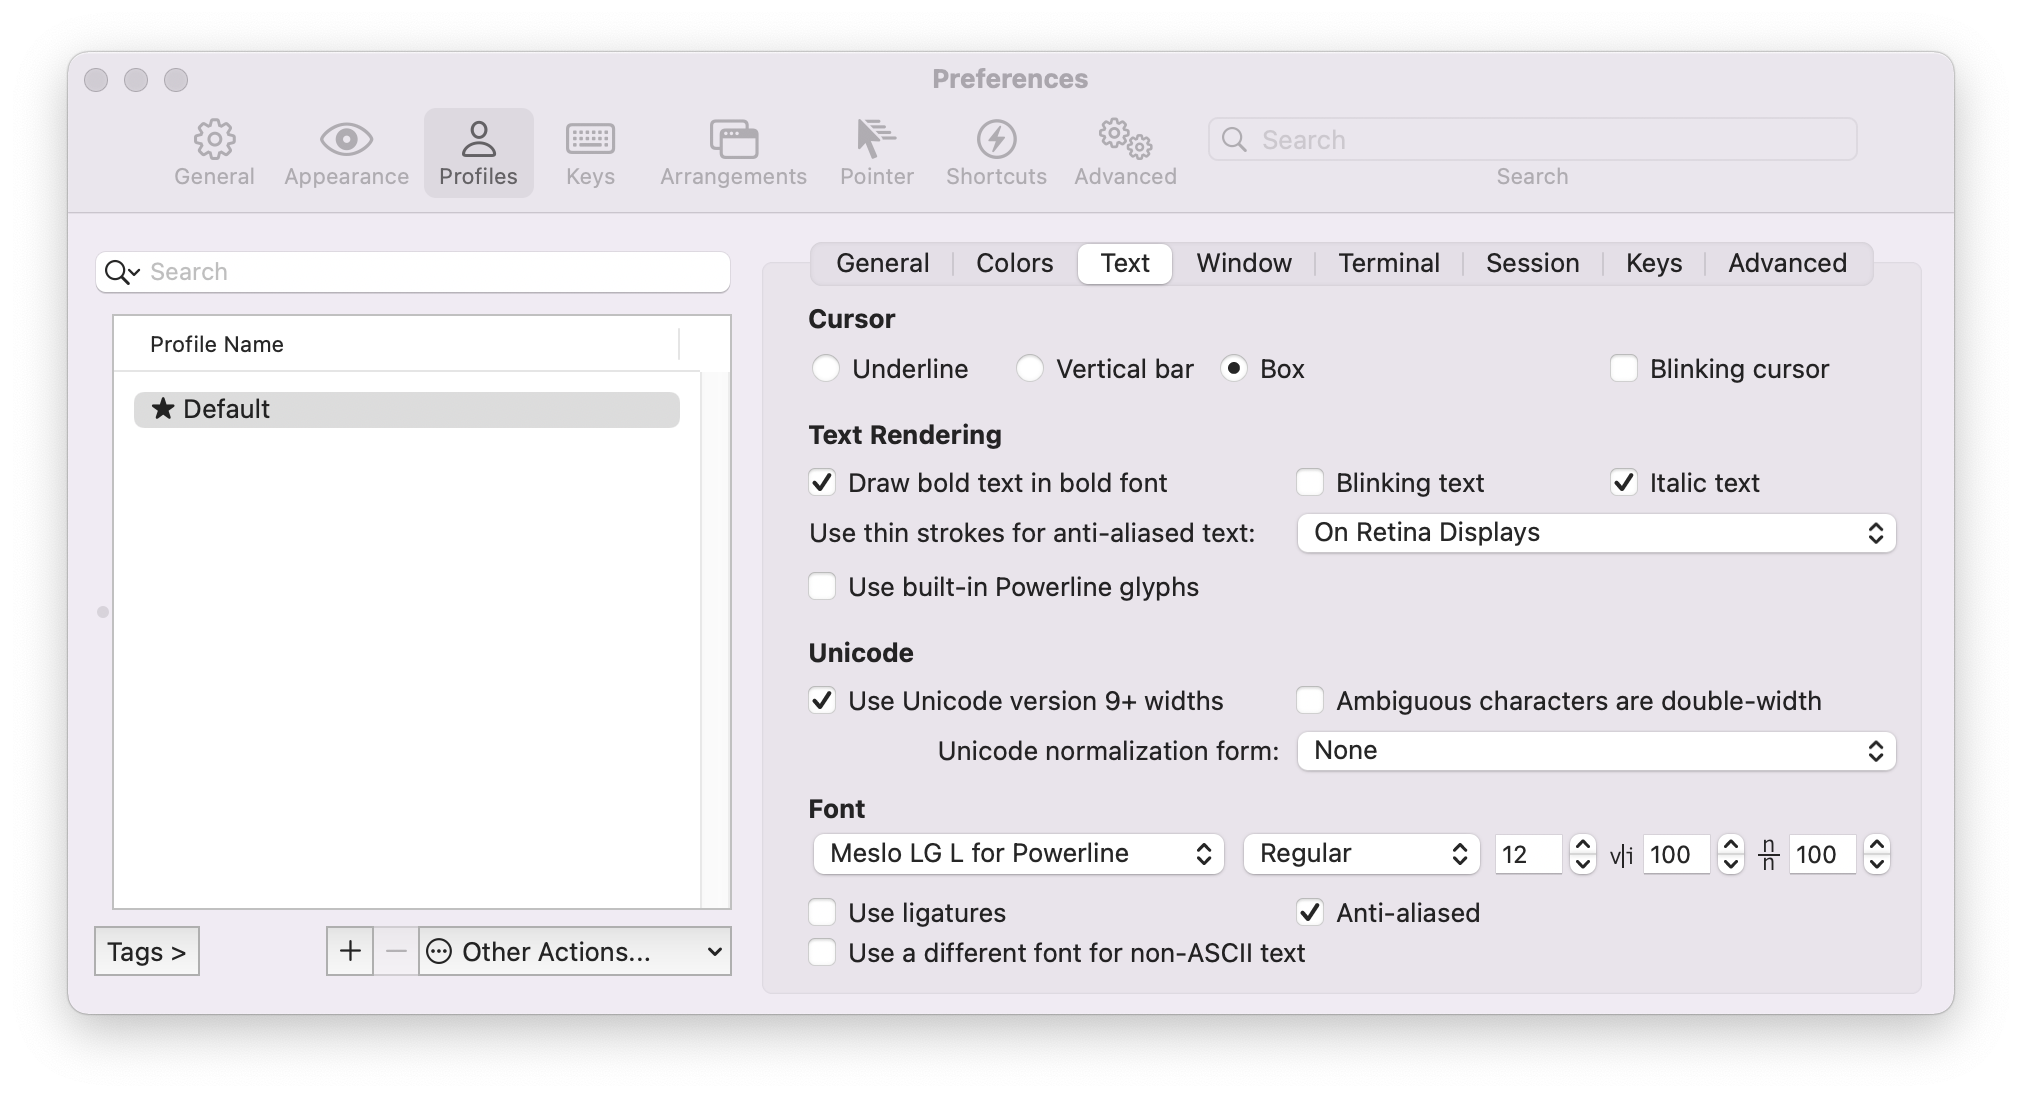 Preferences
General Appearance Profiles Keys Arrangements Pointer Shortcuts Advanced Search
Search
Search
Profile Name
★ Default
Tags >
+ − Other Actions...
General Colors Text Window Terminal Session Keys Advanced
Cursor
Underline Vertical bar Box Blinking cursor
Text Rendering
Draw bold text in bold font Blinking text Italic text
Use thin strokes for anti-aliased text: On Retina Displays
Use built-in Powerline glyphs
Unicode
Use Unicode version 9+ widths Ambiguous characters are double-width
Unicode normalization form: None
Font
Meslo LG L for Powerline Regular 12 v|i 100 n/n 100
Use ligatures Anti-aliased
Use a different font for non-ASCII text